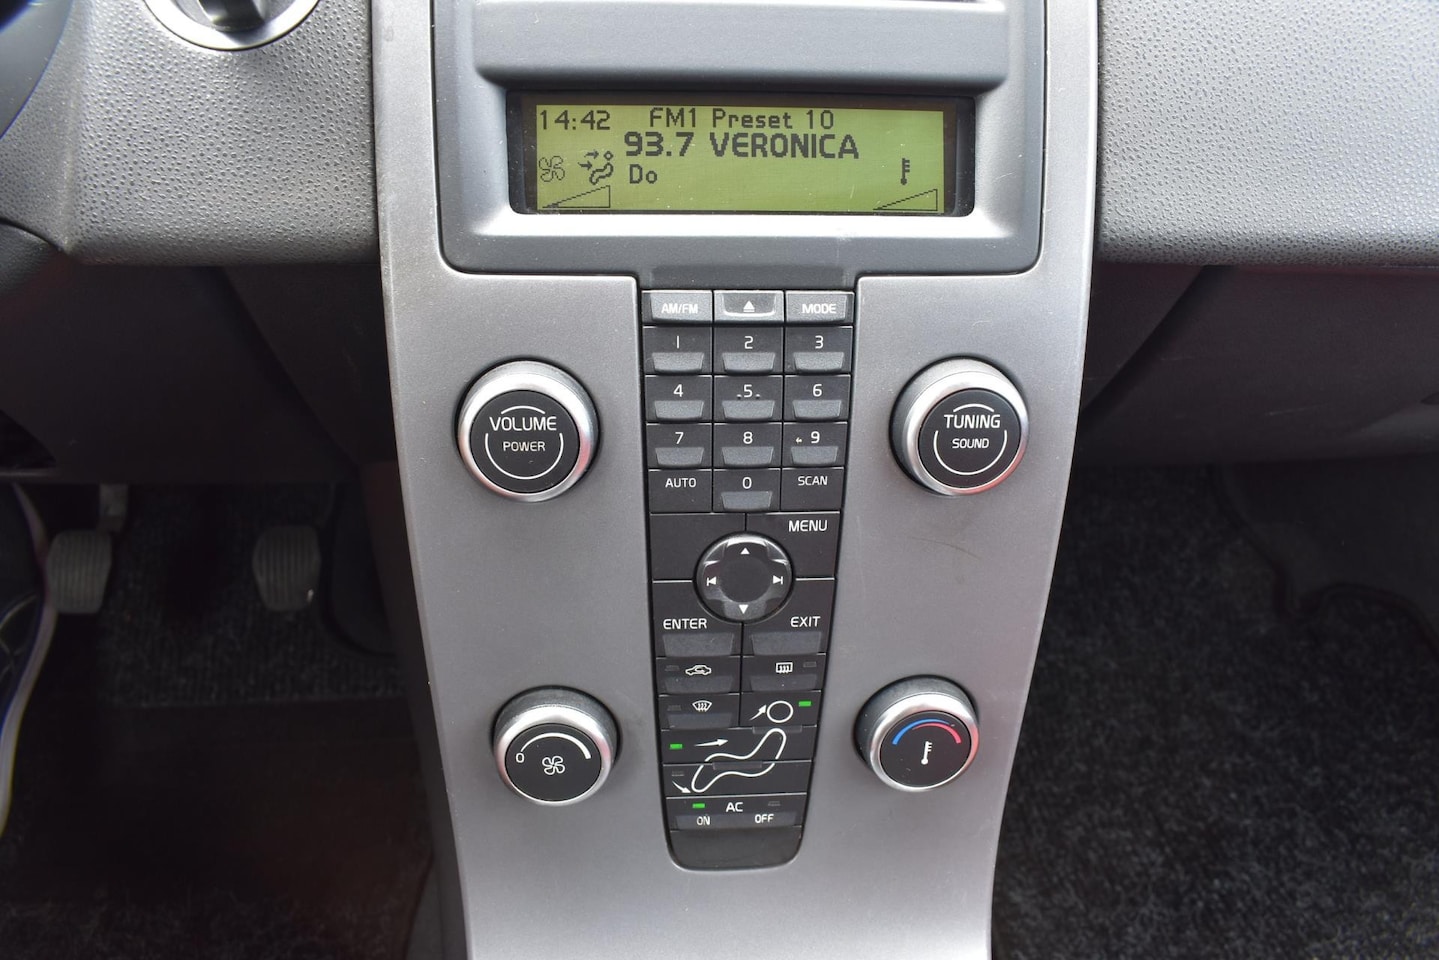 14:42 FM1 Preset 10
93.7 VERONICA
Do
AM/FM MODE
1 2 3
4 5 6
7 8 9
AUTO 0 SCAN
VOLUME
POWER
TUNING
SOUND
MENU
ENTER EXIT
0
AC
ON OFF